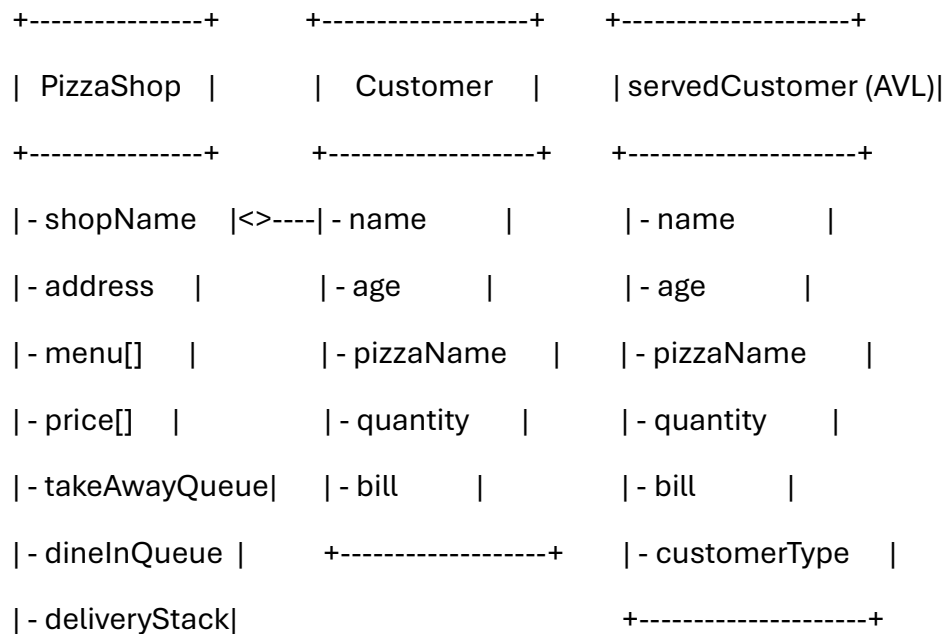 +----------------+ +-------------------+ +---------------------+
| PizzaShop | | Customer | | servedCustomer (AVL)|
+----------------+ +-------------------+ +---------------------+
| - shopName |<>----| - name | | - name |
| - address | | - age | | - age |
| - menu[] | | - pizzaName | | - pizzaName |
| - price[] | | - quantity | | - quantity |
| - takeAwayQueue| | - bill | | - bill |
| - dineInQueue | +-------------------+ | - customerType |
| - deliveryStack| +---------------------+